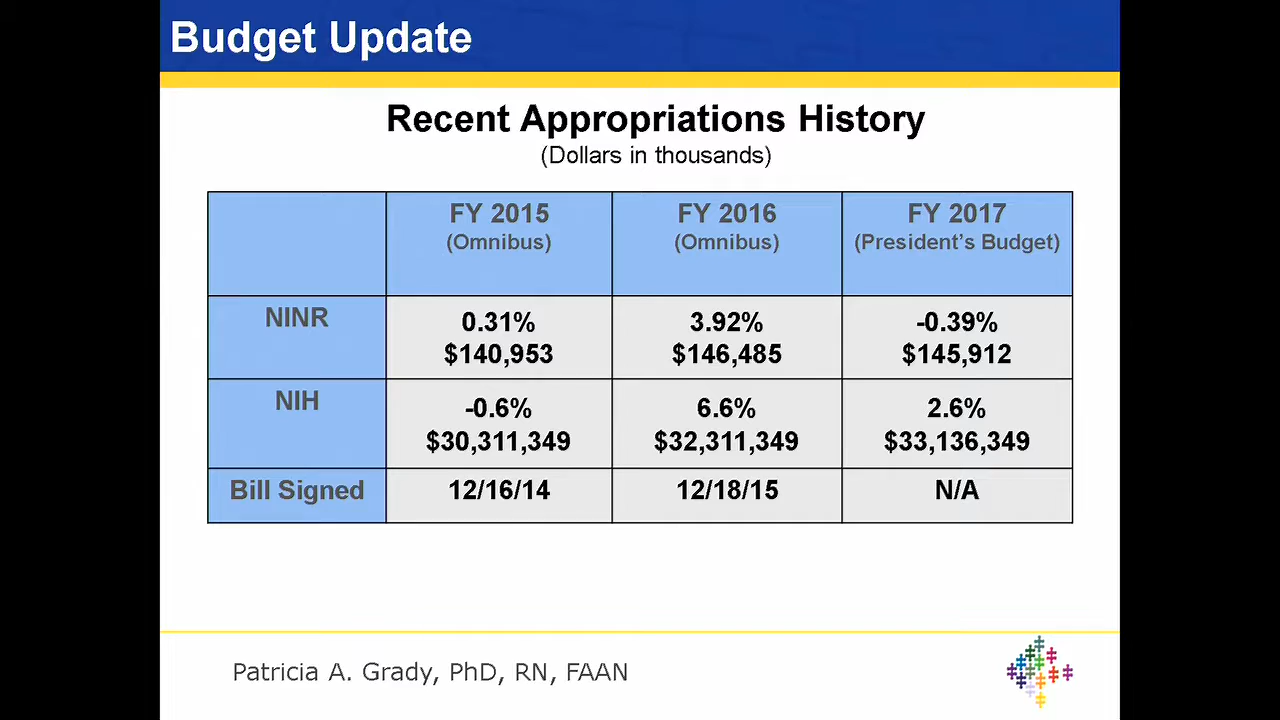 Budget Update
Recent Appropriations History
(Dollars in thousands)
FY 2015 FY 2016 FY 2017
(Omnibus) (Omnibus) (President's Budget)
NINR 0.31% 3.92% -0.39%
$140,953 $146,485 $145,912
NIH -0.6% 6.6% 2.6%
$30,311,349 $32,311,349 $33,136,349
Bill Signed 12/16/14 12/18/15 N/A
Patricia A. Grady, PhD, RN, FAAN